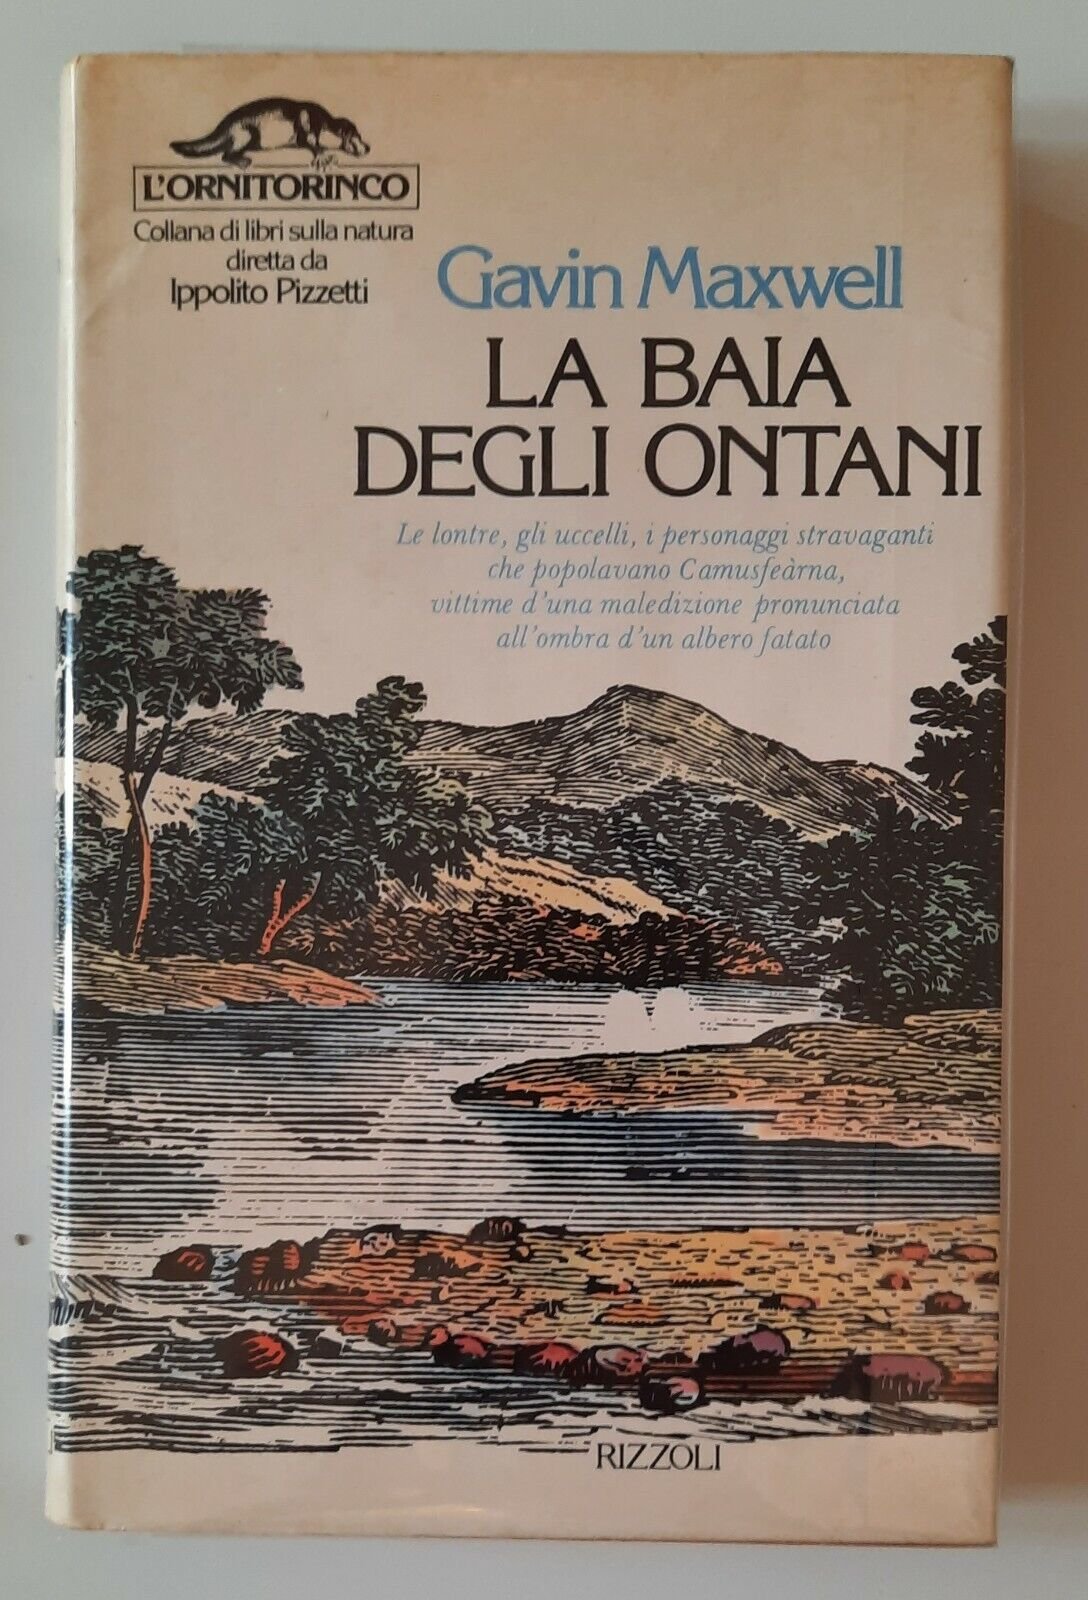 L'ORNITORINCO
Collana di libri sulla natura
diretta da
Ippolito Pizzetti
Gavin Maxwell
LA BAIA
DEGLI ONTANI
Le lontre, gli uccelli, i personaggi stravaganti
che popolavano Camusfeàrna,
vittime d'una maledizione pronunciata
all'ombra d'un albero fatato
RIZZOLI